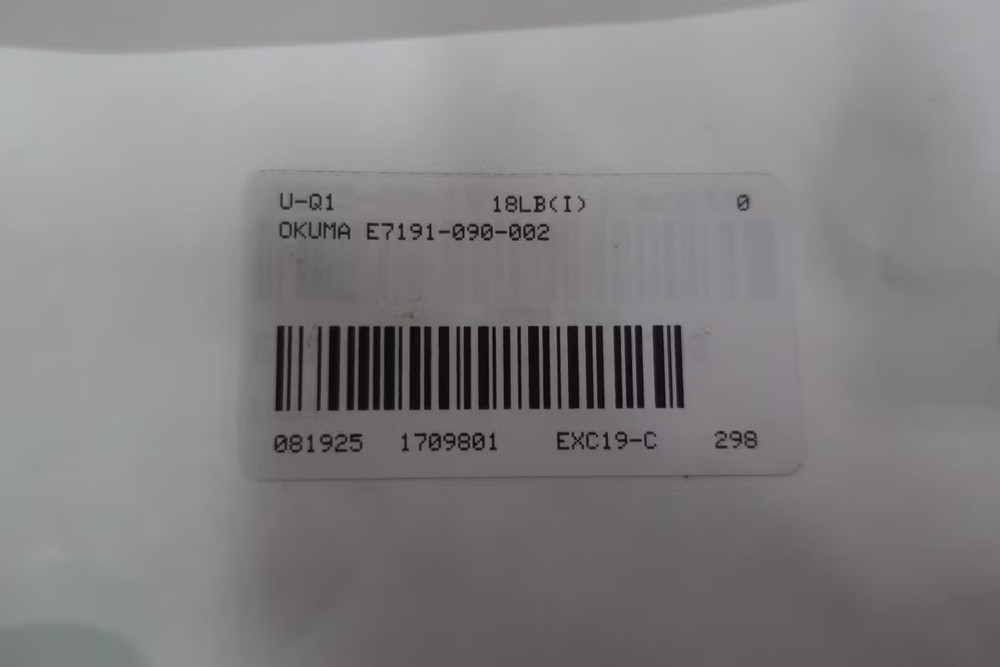 U-Q1 18LB(I) 0
OKUMA E7191-090-002
081925 1709801 EXC19-C 298